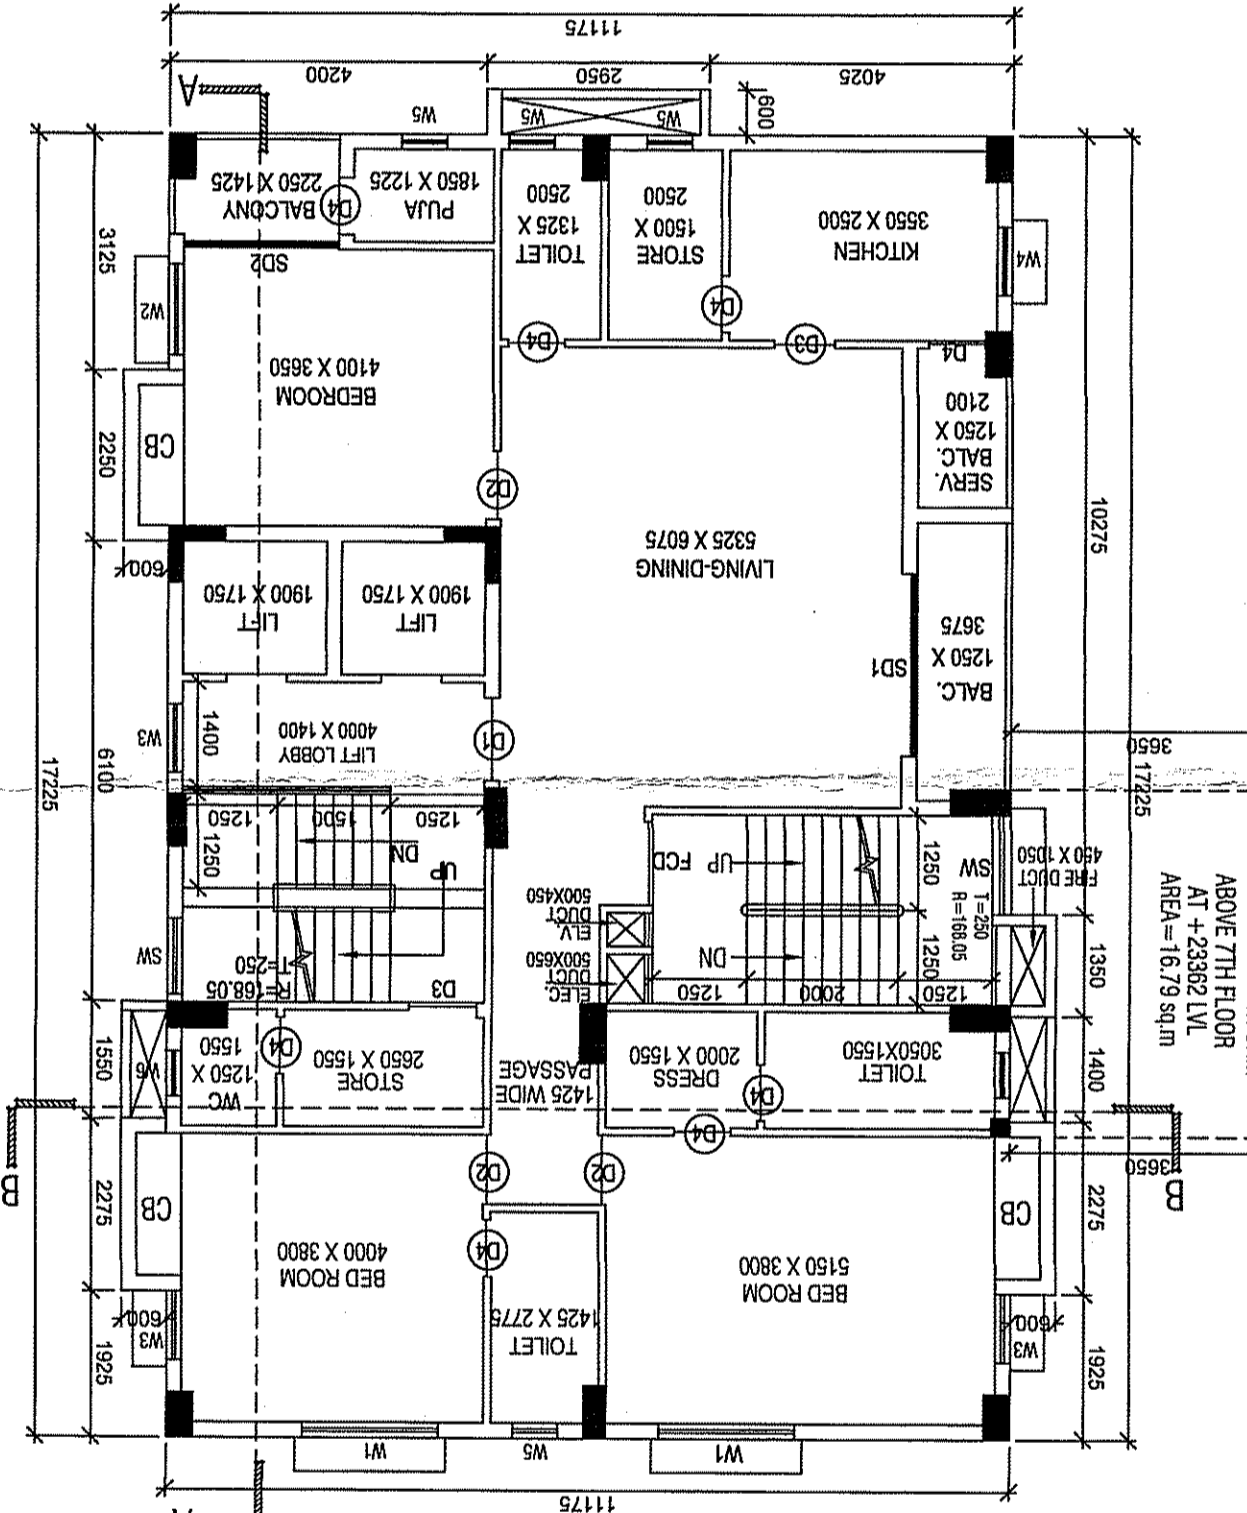 11175
A
W1
W5
W1
W3
600
1925
BED ROOM
5150 X 3800
TOILET
1425 X 2775
BED ROOM
4000 X 3800
W3
600
1925
CB
2275
D4
CB
2275
B
3650
D2
D2
B
D4
D4
1400
TOILET
3050X1550
DRESS
2000 X 1550
1425 WIDE
PASSAGE
STORE
2650 X 1550
D4
WC
1250 X
1550
W6
1550
ABOVE 7TH FLOOR
AT +23362 LVL
AREA=16.79 sq.m
FIRE DUCT
450 X 1050
1350
1250
2000
1250
DN
ELEC.
DUCT
500X650
ELV.
DUCT
500X450
D3
R=168.05
T=250
SW
SW
T=250
R=168.05
1250
1250
UP
FCD
UP
DN
1250
1250
1500
1250
17225
3650
6100
17225
D1
LIFT LOBBY
4000 X 1400
1400
W3
BALC.
1250 X
3675
SD1
LIFT
1900 X 1750
LIFT
1900 X 1750
600
LIVING-DINING
5325 X 6075
10275
SERV.
BALC.
1250 X
2100
D2
CB
2250
BEDROOM
4100 X 3650
D4
D3
D4
D4
W2
W4
KITCHEN
3550 X 2500
STORE
1500 X
2500
TOILET
1325 X
2500
SD2
3125
PUJA
1850 X 1225
D4
BALCONY
2250 X 1425
W5
W5
W5
600
A
4025
2950
4200
11175